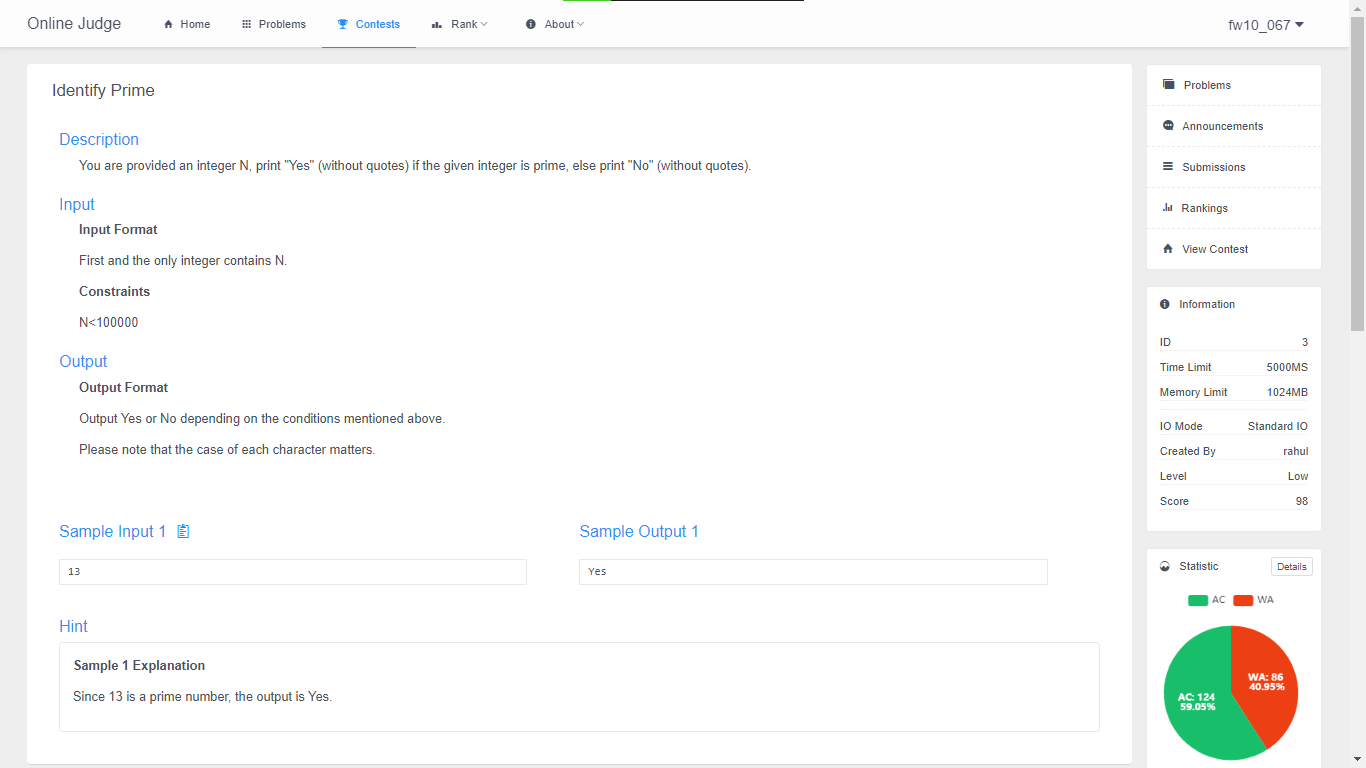 Online Judge
Home
Problems
Contests
Rank
About
fw10_067
Identify Prime
Description
You are provided an integer N, print "Yes" (without quotes) if the given integer is prime, else print "No" (without quotes).
Input
Input Format
First and the only integer contains N.
Constraints
N<100000
Output
Output Format
Output Yes or No depending on the conditions mentioned above.
Please note that the case of each character matters.
Sample Input 1
Sample Output 1
13
Yes
Hint
Sample 1 Explanation
Since 13 is a prime number, the output is Yes.
Problems
Announcements
Submissions
Rankings
View Contest
Information
ID 3
Time Limit 5000MS
Memory Limit 1024MB
IO Mode Standard IO
Created By rahul
Level Low
Score 98
Statistic
Details
AC WA
WA: 86
40.95%
AC: 124
59.05%